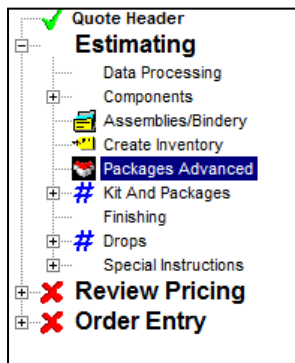 Quote Header
Estimating
Data Processing
Components
Assemblies/Bindery
Create Inventory
Packages Advanced
# Kit And Packages
Finishing
# Drops
Special Instructions
Review Pricing
Order Entry